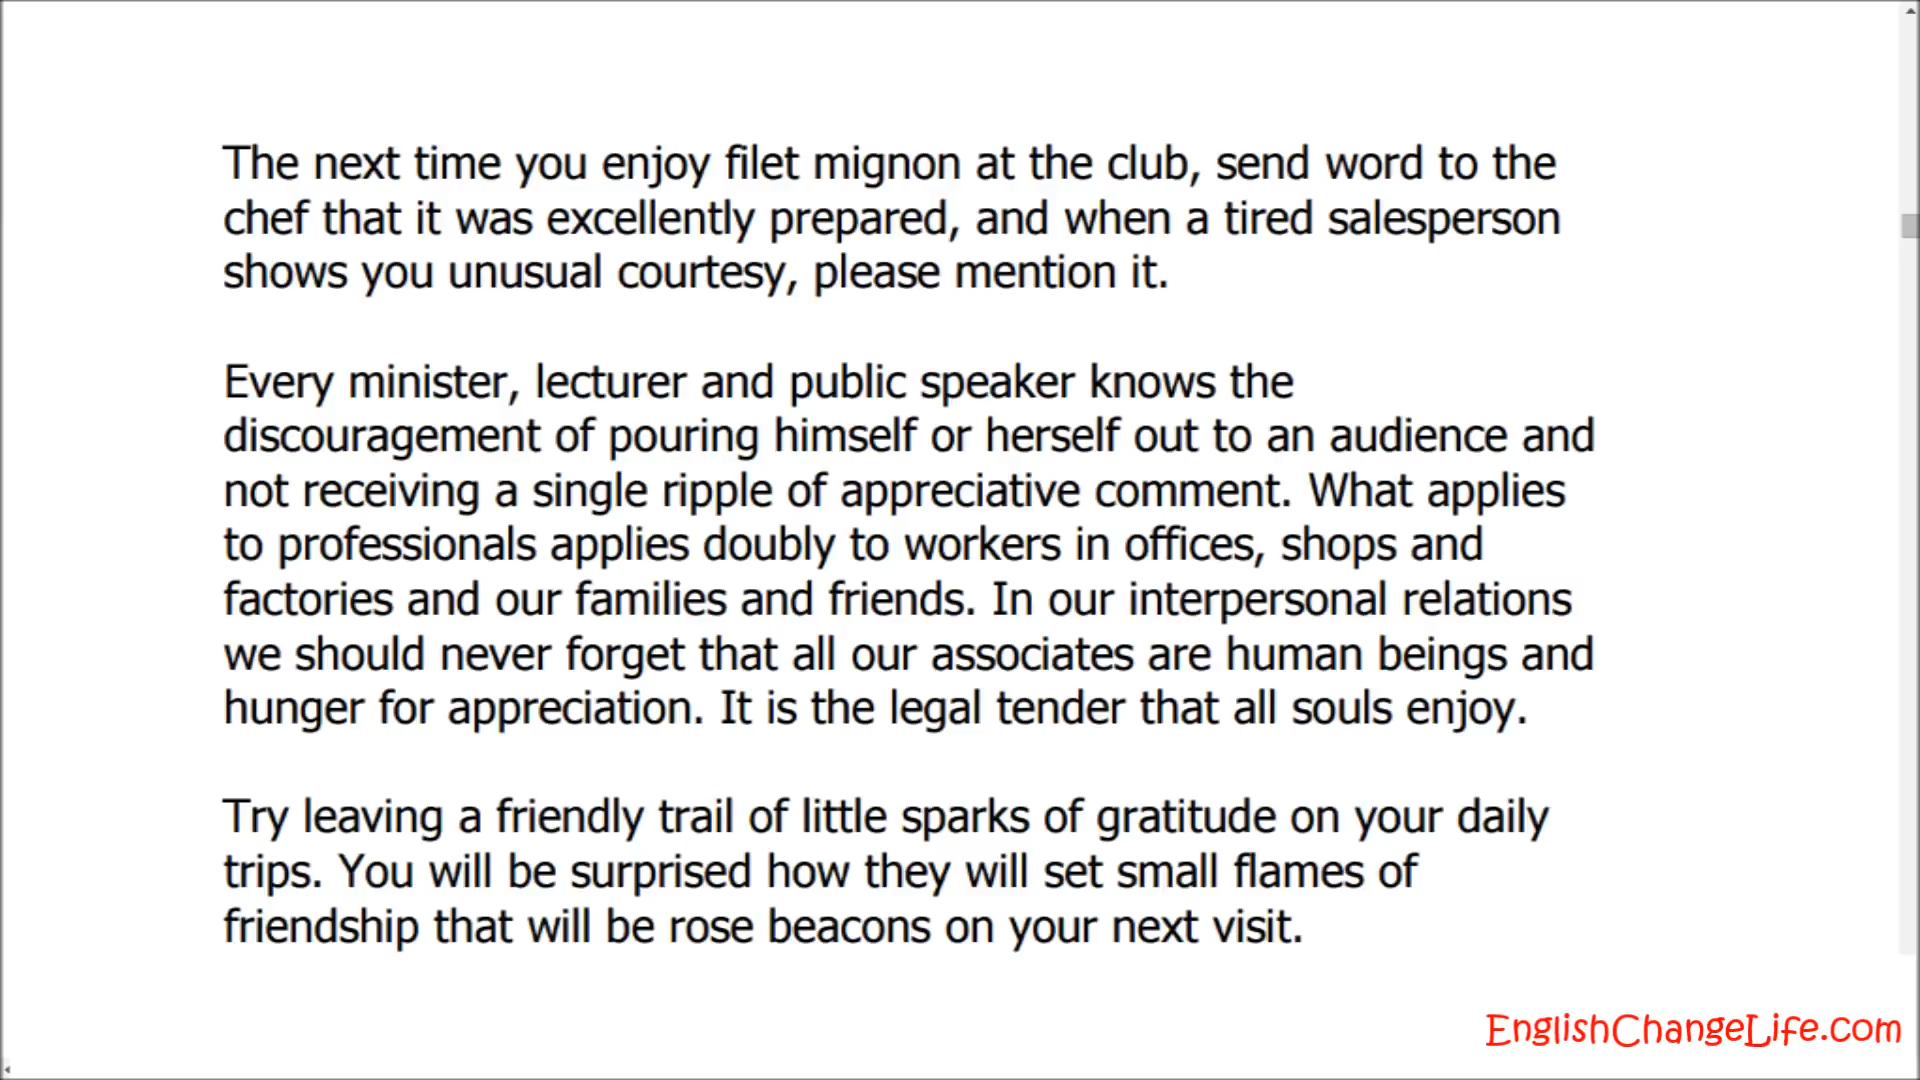 The next time you enjoy filet mignon at the club, send word to the
chef that it was excellently prepared, and when a tired salesperson
shows you unusual courtesy, please mention it.
Every minister, lecturer and public speaker knows the
discouragement of pouring himself or herself out to an audience and
not receiving a single ripple of appreciative comment. What applies
to professionals applies doubly to workers in offices, shops and
factories and our families and friends. In our interpersonal relations
we should never forget that all our associates are human beings and
hunger for appreciation. It is the legal tender that all souls enjoy.
Try leaving a friendly trail of little sparks of gratitude on your daily
trips. You will be surprised how they will set small flames of
friendship that will be rose beacons on your next visit.
EnglishChangeLife.com